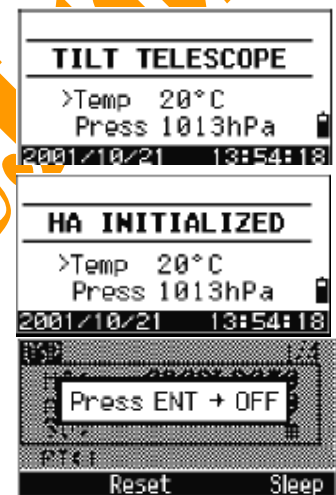 TILT TELESCOPE
>Temp 20°C
Press 1013hPa
2001/10/21 13:54:18
HA INITIALIZED
>Temp 20°C
Press 1013hPa
2001/10/21 13:54:18
Press ENT → OFF
Reset Sleep